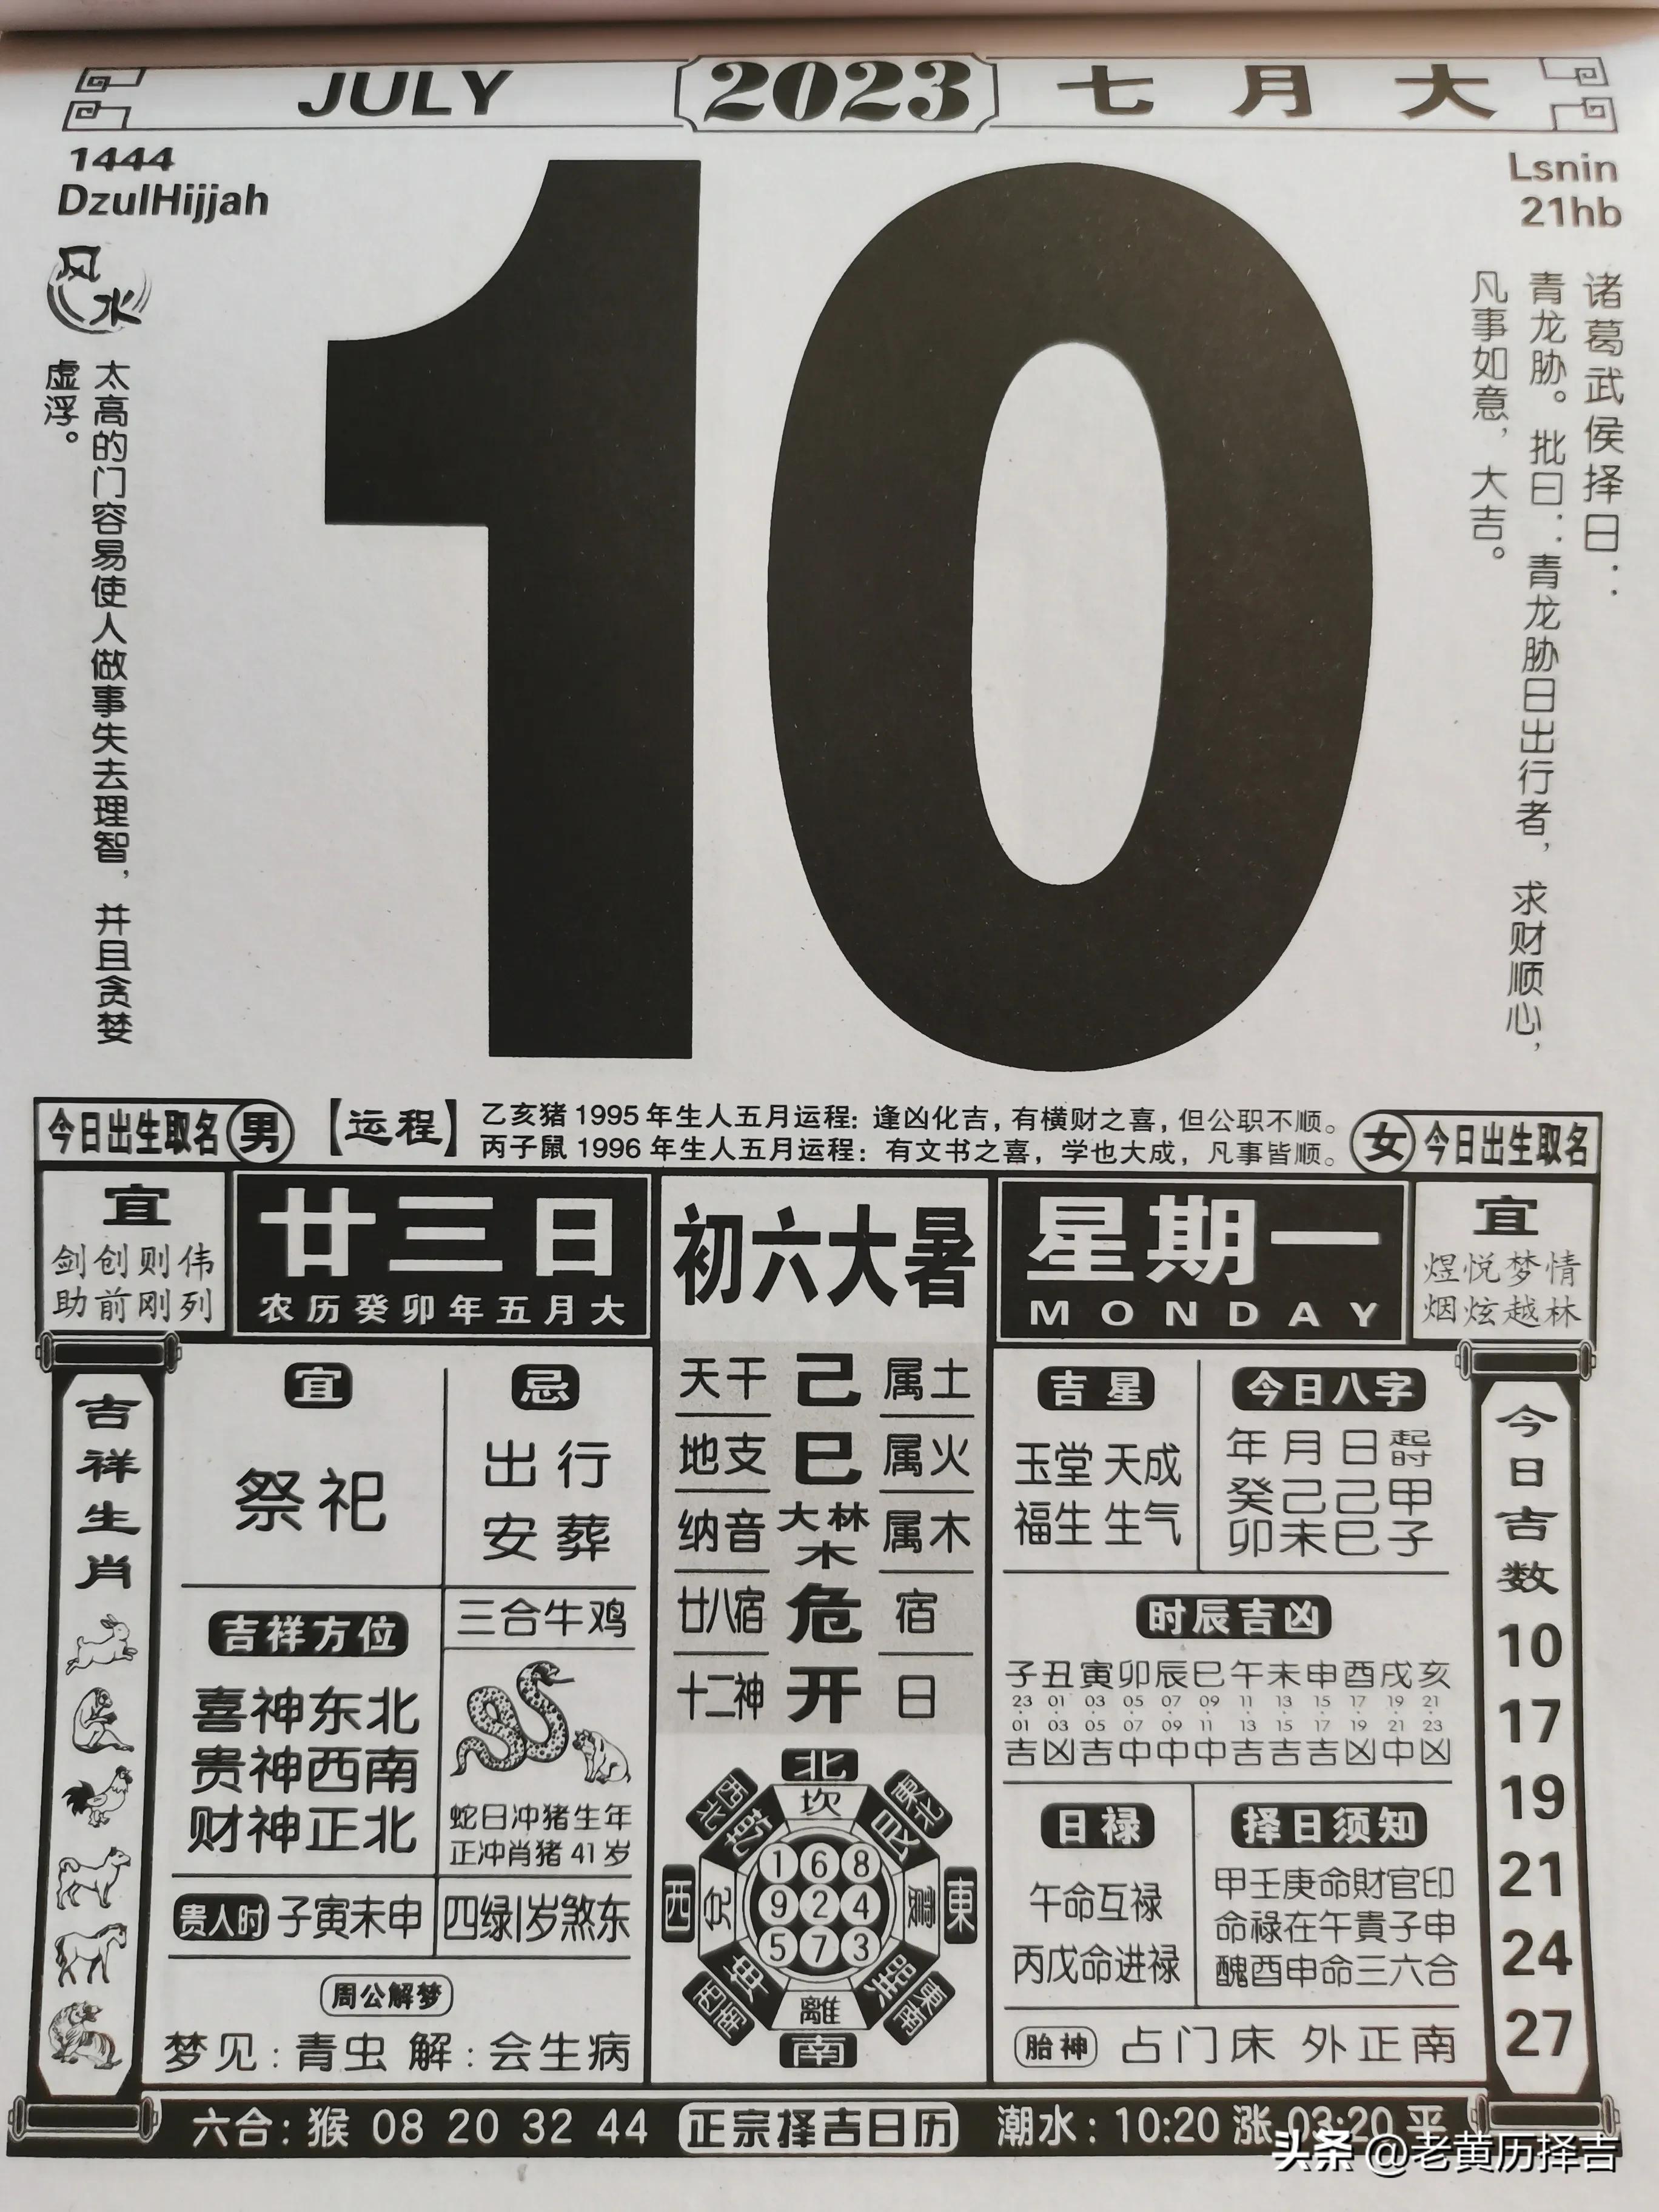 JULY 2023 七月大
1444
DzulHijjah
Lsnin
21hb
风水
太高的门容易使人做事失去理智，并且贪婪
虚浮。
10
诸葛武侯择日：
青龙胁。批曰：青龙胁日出行者，求财顺心，
凡事如意，大吉。
今日出生取名 男
【运程】
乙亥猪1995年生人五月运程：逢凶化吉，有横财之喜，但公职不顺。
丙子鼠1996年生人五月运程：有文书之喜，学也大成，凡事皆顺。
女 今日出生取名
宜
剑创则伟
助前刚列
廿三日
农历癸卯年五月大
初六大暑
星期一
MONDAY
宜
煜悦梦情
烟炫越林
吉祥生肖
宜
祭祀
忌
出行
安葬
吉祥方位
喜神东北
贵神西南
财神正北
三合牛鸡
蛇日冲猪生年
正冲肖猪41岁
贵人时 子寅未申
四绿|岁煞东
周公解梦
梦见：青虫 解：会生病
天干 己 属土
地支 巳 属火
纳音 大林木 属木
廿八宿 危 宿
十二神 开 日
北
坎
西北 乾
艮 東北
1 6 8
西 兑 9 2 4 震 東
5 7 3
西南 坤
巽 東南
離
南
吉星
玉堂 天成
福生 生气
今日八字
年月日起时
癸己己甲
卯未巳子
时辰吉凶
子丑寅卯辰巳午未申酉戌亥
23 01 03 05 07 09 11 13 15 17 19 21
01 03 05 07 09 11 13 15 17 19 21 23
吉凶吉中中中吉吉吉凶中凶
日禄
午命互禄
丙戊命进禄
择日须知
甲壬庚命財官印
命禄在午貴子申
醜酉申命三六合
胎神 占门床 外正南
今日吉数
10
17
19
21
24
27
六合：猴 08 20 32 44
正宗择吉日历
潮水：10:20 涨 03:20 平
头条 @老黄历择吉